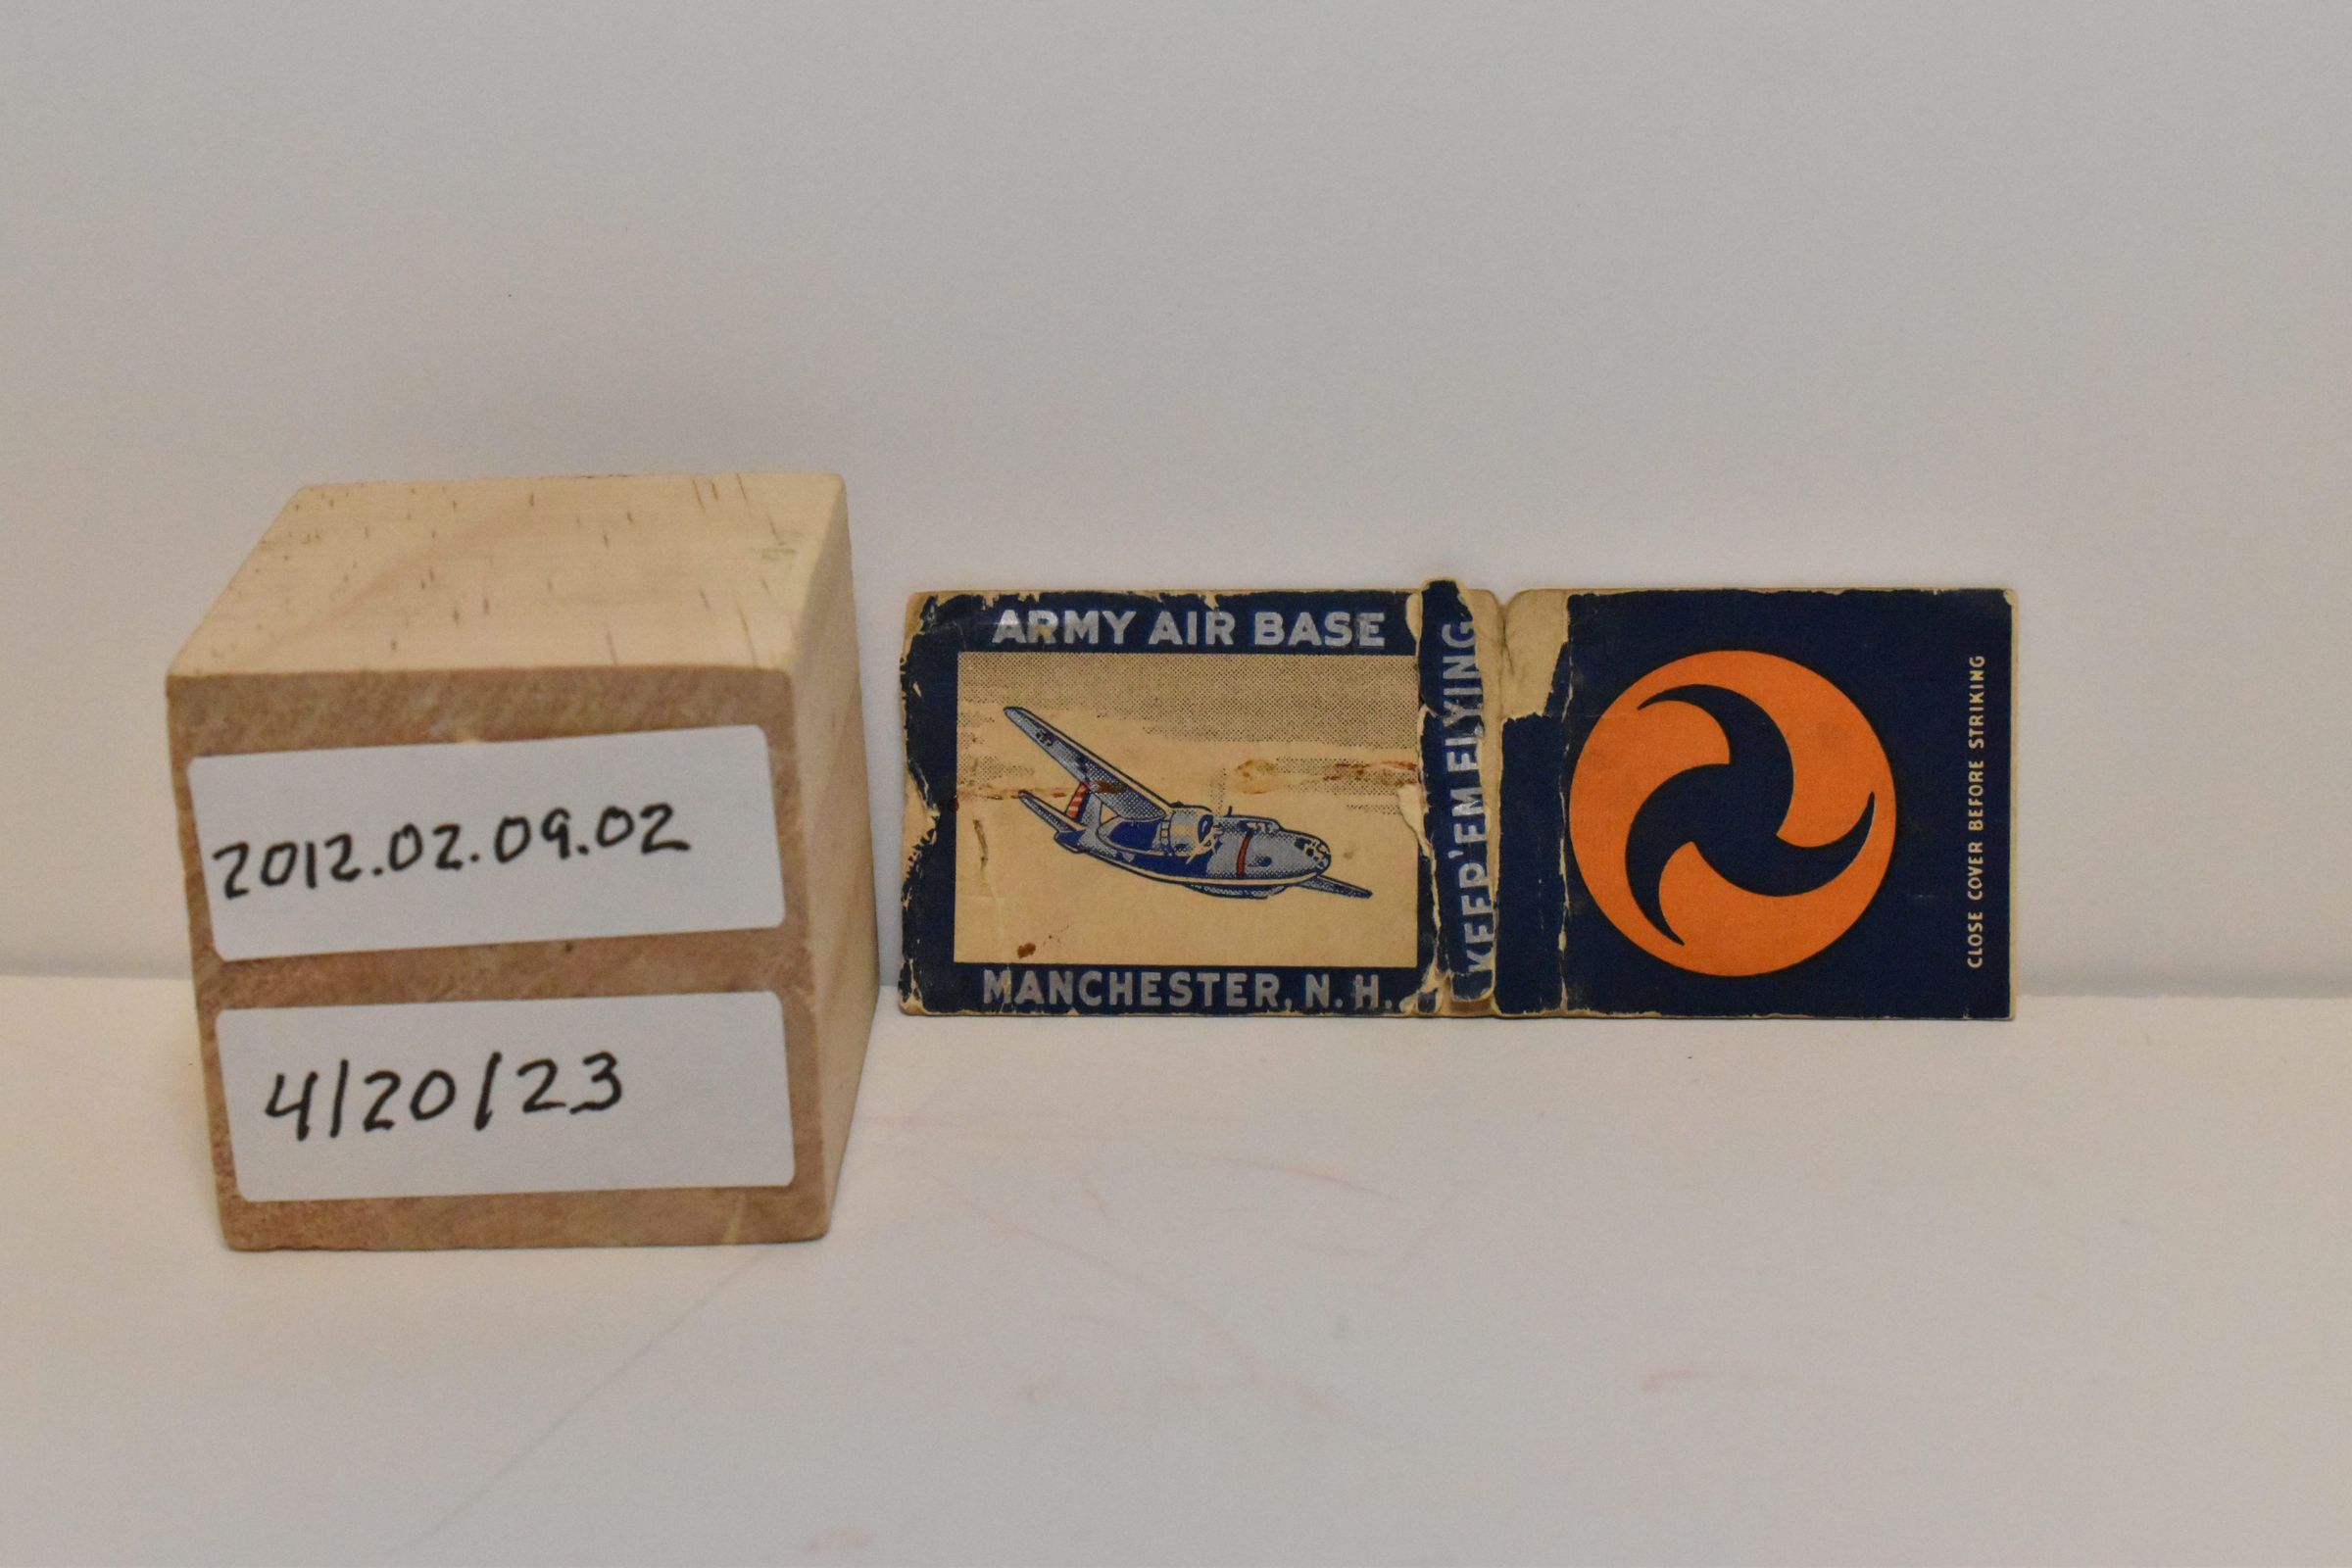 2012.02.09.02
4/20/23
ARMY AIR BASE
MANCHESTER, N. H.
KEEP 'EM FLYING
CLOSE COVER BEFORE STRIKING